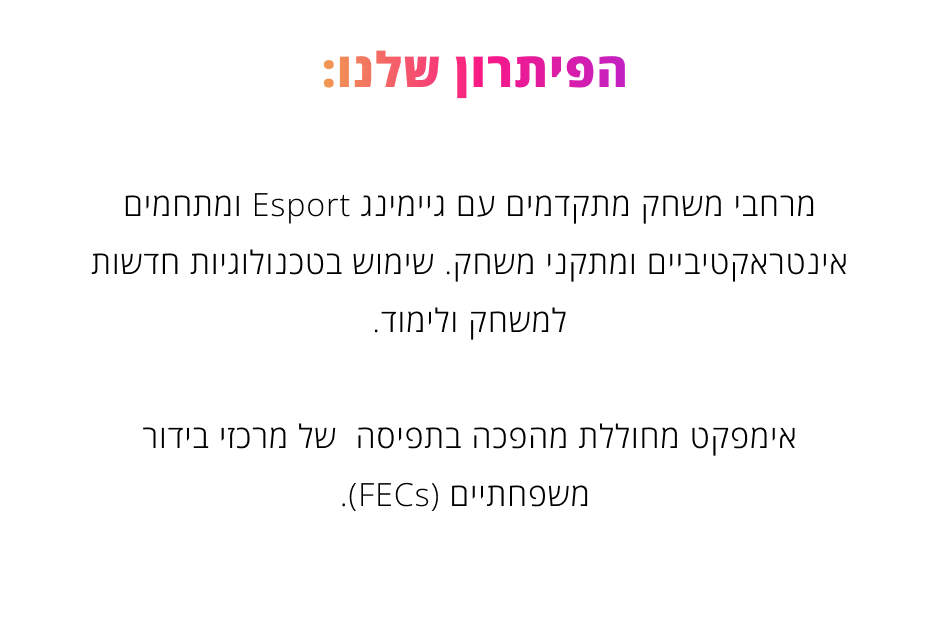 הפיתרון שלנו:
מרחבי משחק מתקדמים עם גיימינג Esport ומתחמים
אינטראקטיביים ומתקני משחק. שימוש בטכנולוגיות חדשות
למשחק ולימוד.
אימפקט מחוללת מהפכה בתפיסה  של מרכזי בידור
משפחתיים (FECs).